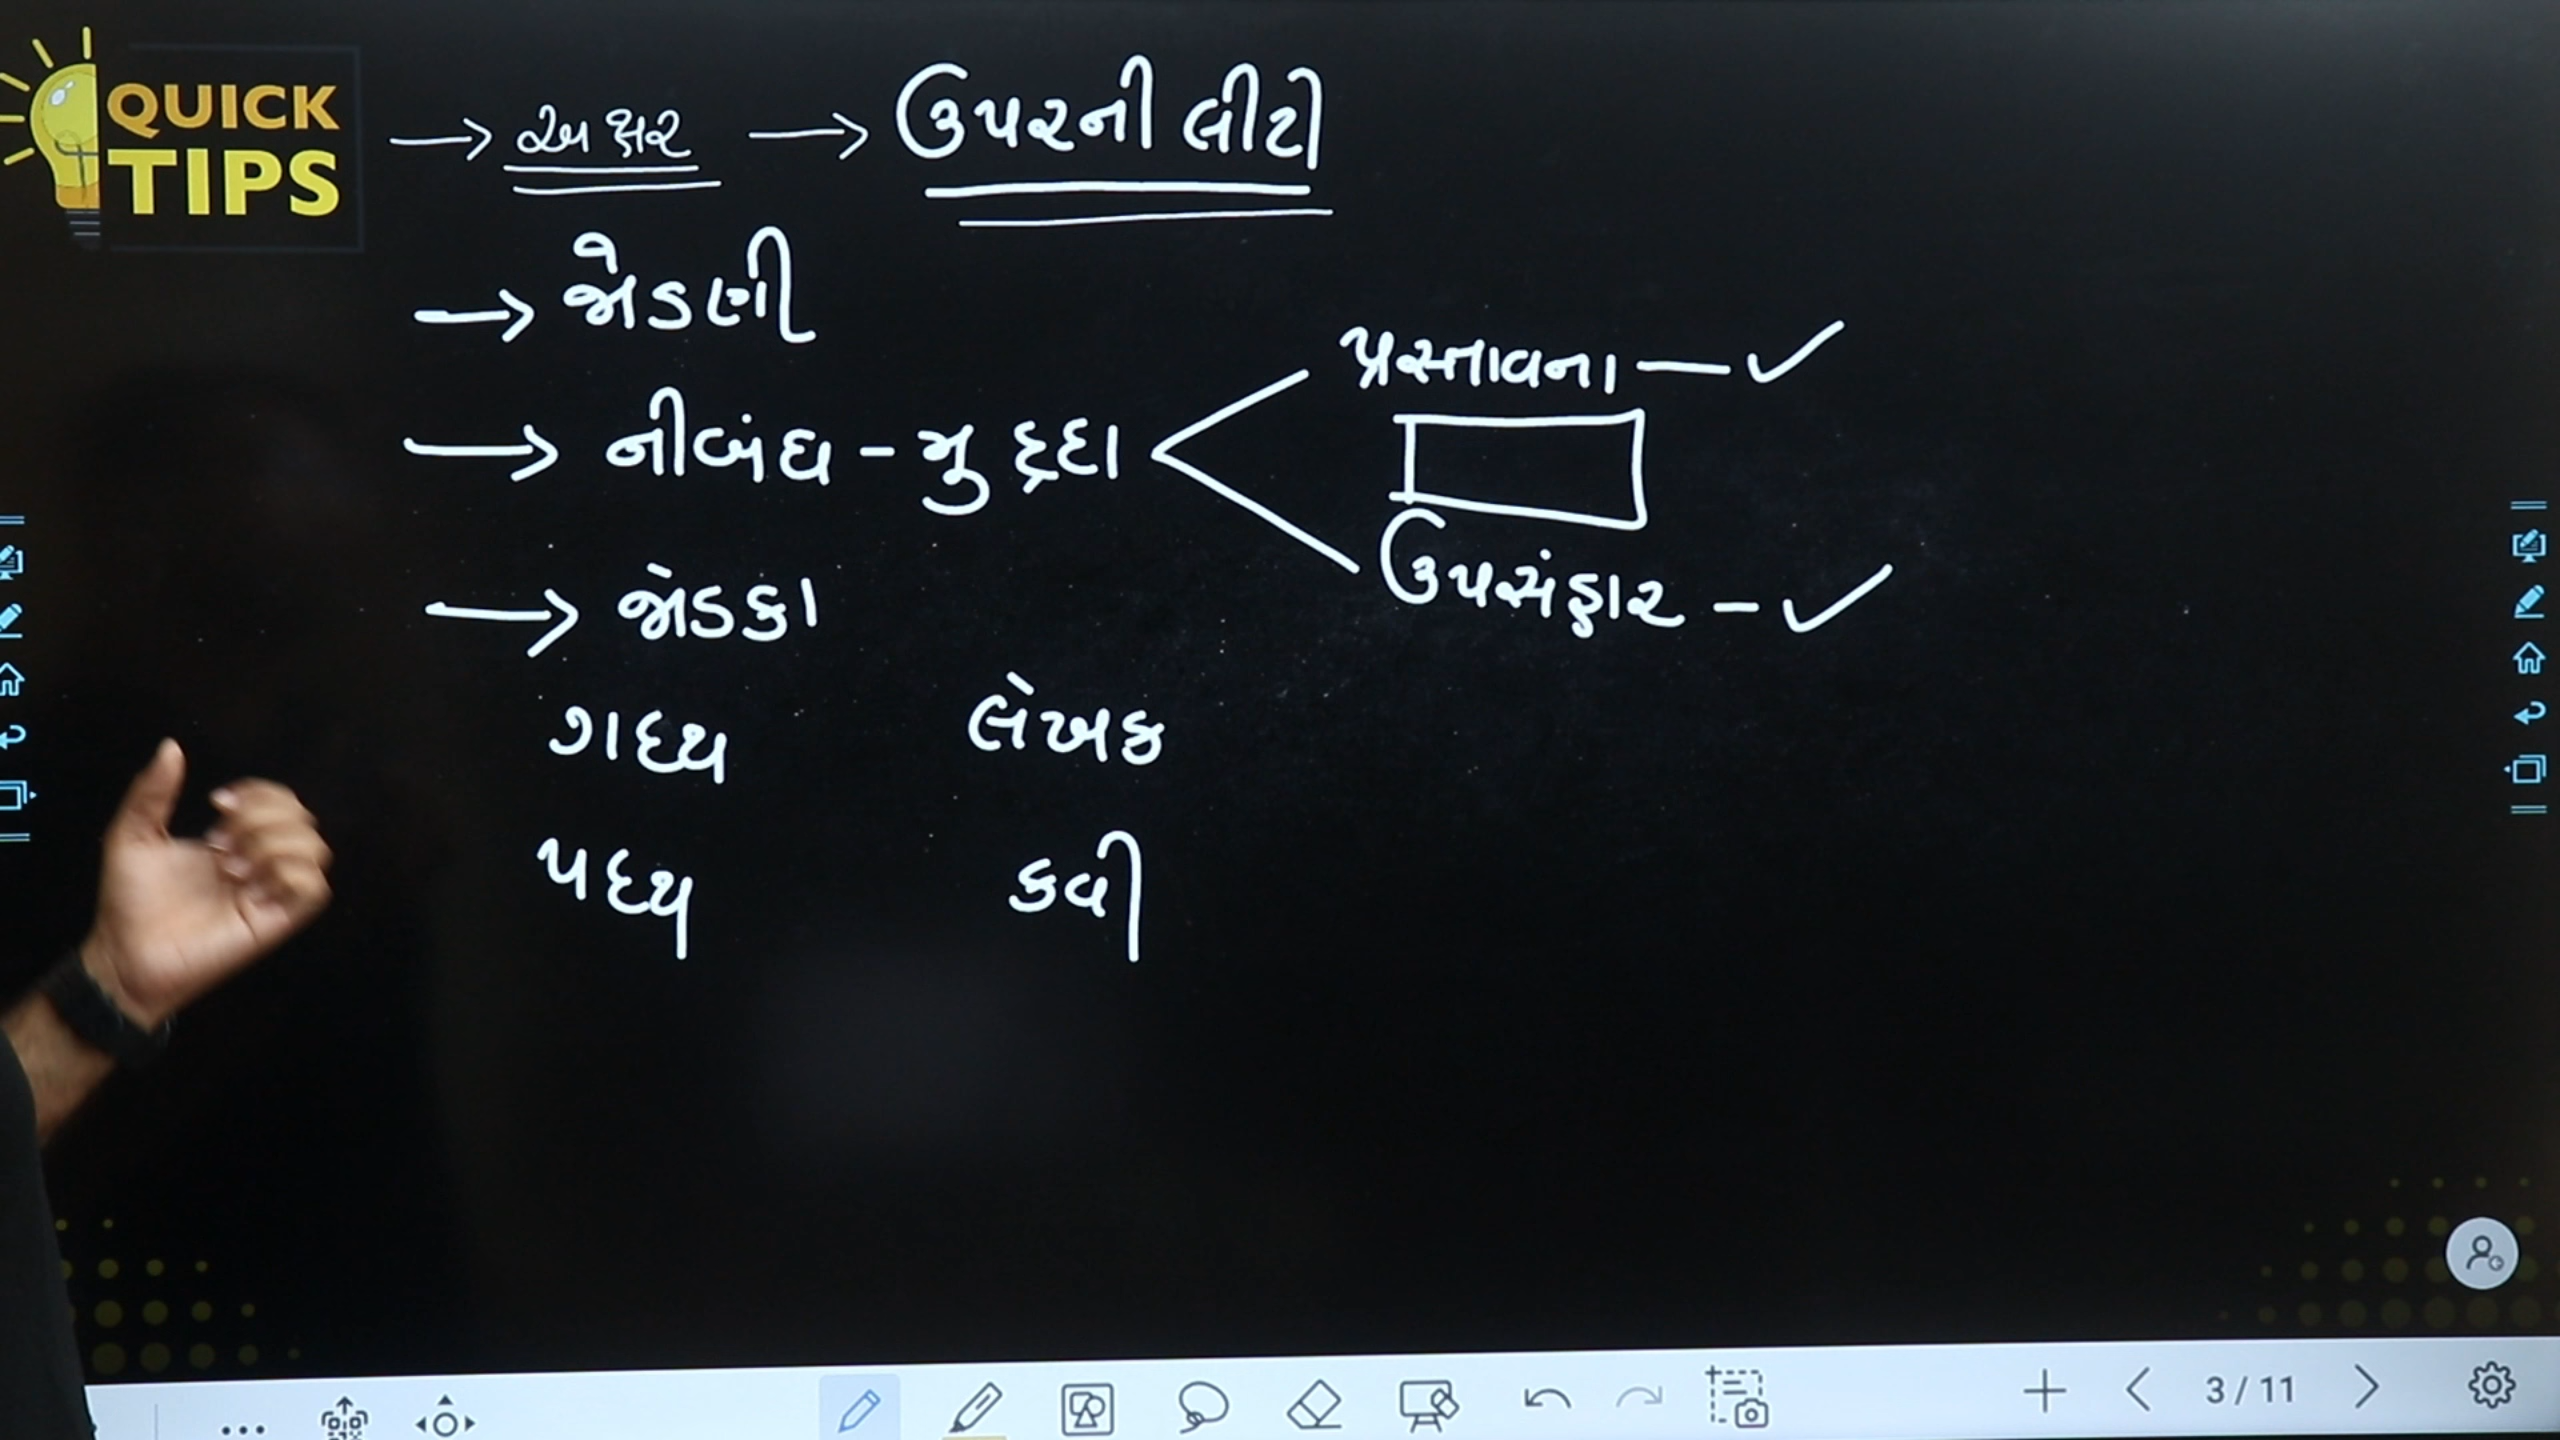 QUICK
TIPS
→ અક્ષર → ઉપરની લીટી
→ જોડણી
→ નીબંધ - મુદ્દા
પ્રસ્તાવના — ✓
ઉપસંહાર - ✓
→ જોડકા
ગદ્ય લેખક
પદ્ય કવી
3 / 11